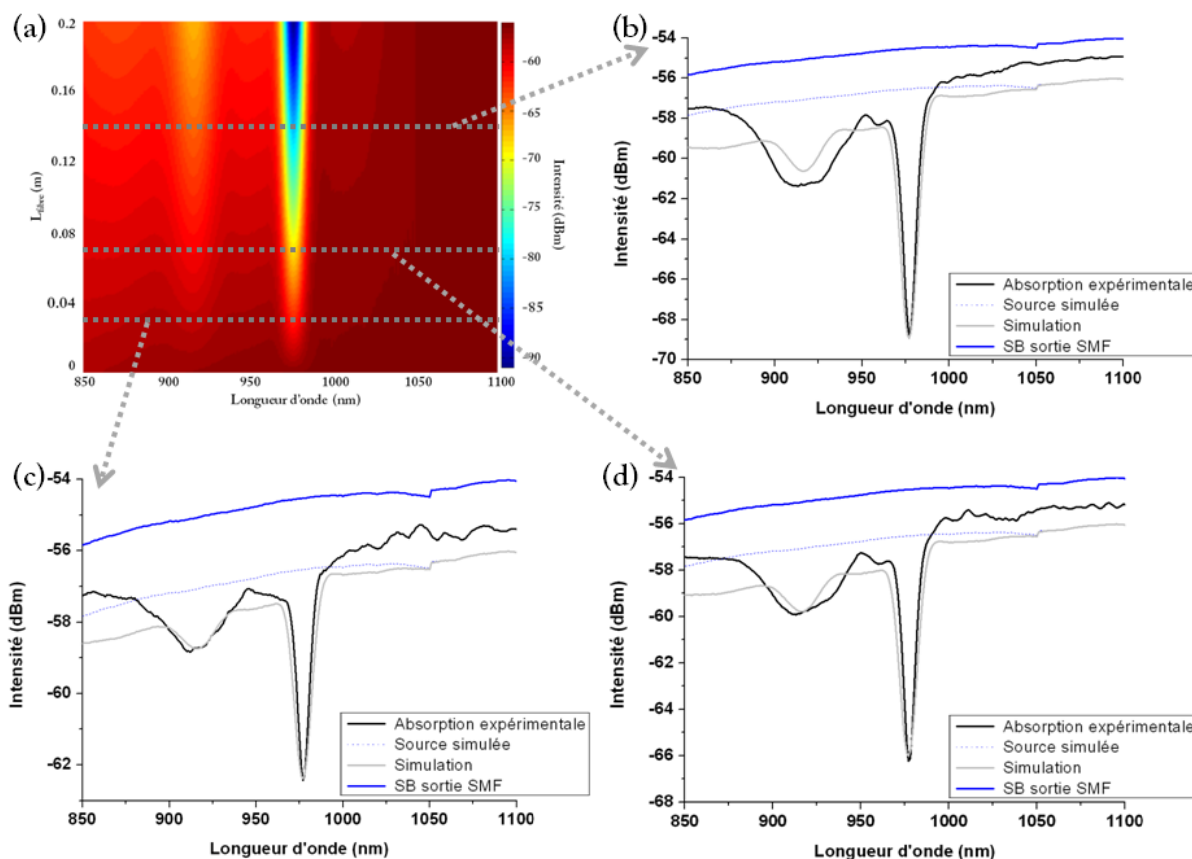 (a)
0.2
0.16
0.12
0.08
0.04
0
L_fibre (m)
850
900
950
1000
1050
1100
Longueur d'onde (nm)
-60
-65
-70
-75
-80
-85
-90
Intensité (dBm)
(b)
-54
-56
-58
-60
-62
-64
-66
-68
-70
Intensité (dBm)
Absorption expérimentale
Source simulée
Simulation
SB sortie SMF
850
900
950
1000
1050
1100
Longueur d'onde (nm)
(c)
-54
-56
-58
-60
-62
Intensité (dBm)
Absorption expérimentale
Source simulée
Simulation
SB sortie SMF
850
900
950
1000
1050
1100
Longueur d'onde (nm)
(d)
-54
-56
-58
-60
-62
-64
-66
-68
Intensité (dBm)
Absorption expérimentale
Source simulée
Simulation
SB sortie SMF
850
900
950
1000
1050
1100
Longueur d'onde (nm)